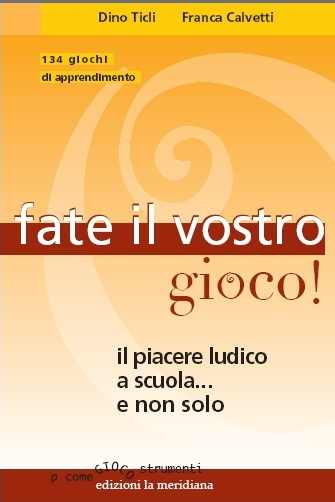 Dino Ticli Franca Calvetti
134 giochi
di apprendimento
fate il vostro
gioco!
il piacere ludico
a scuola...
e non solo
p come GIOCO strumenti
edizioni la meridiana